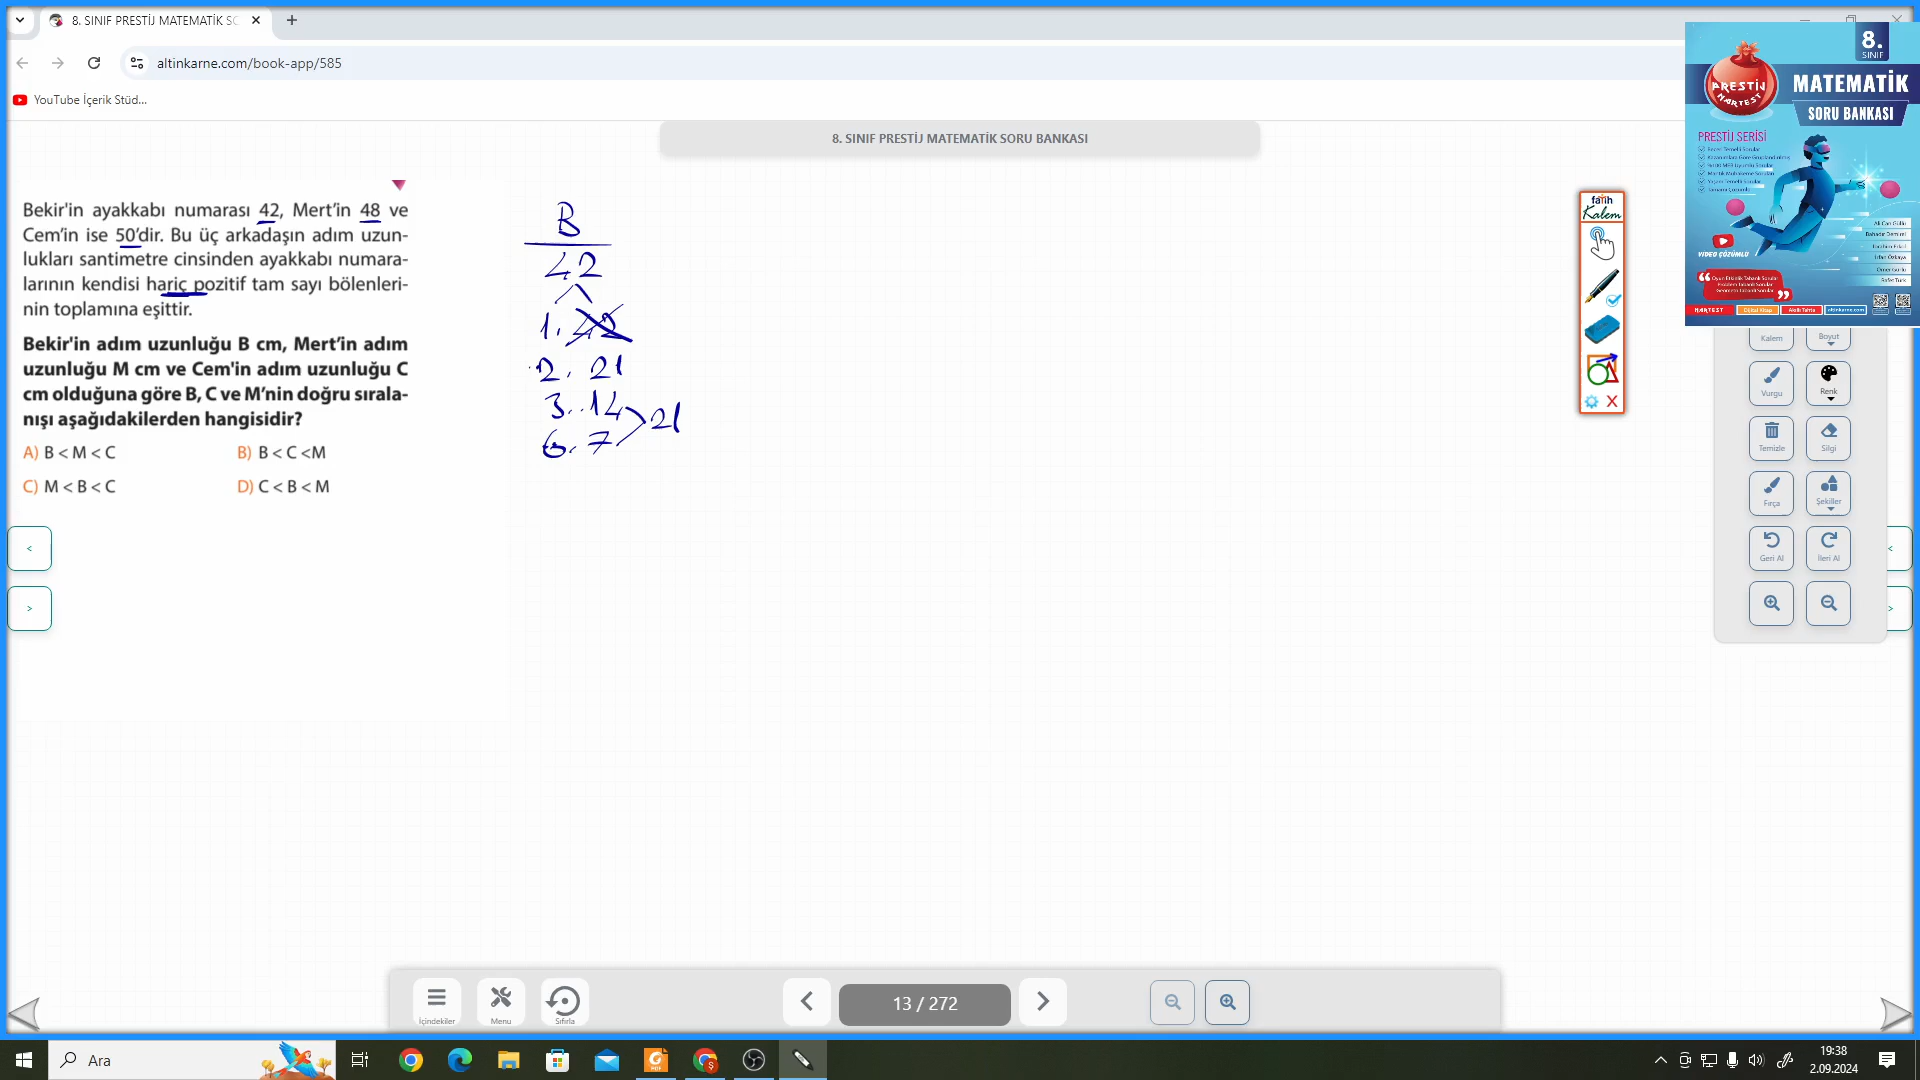 8. SINIF PRESTİJ MATEMATİK SO
altinkarne.com/book-app/585
YouTube İçerik Stüd...
8. SINIF PRESTİJ MATEMATİK SORU BANKASI
Bekir'in ayakkabı numarası 42, Mert'in 48 ve
Cem'in ise 50'dir. Bu üç arkadaşın adım uzun-
lukları santimetre cinsinden ayakkabı numara-
larının kendisi hariç pozitif tam sayı bölenleri-
nin toplamına eşittir.
Bekir'in adım uzunluğu B cm, Mert'in adım
uzunluğu M cm ve Cem'in adım uzunluğu C
cm olduğuna göre B, C ve M'nin doğru sırala-
nışı aşağıdakilerden hangisidir?
A) B < M < C
B) B < C <M
C) M < B < C
D) C < B < M
B
42
1. 42
2. 21
3. 14
6. 7
21
fatih
Kalem
8.
SINIF
PRESTİJ
NARTEST
MATEMATİK
SORU BANKASI
PRESTİJ SERİSİ
VİDEO ÇÖZÜMLÜ
NARTEST
Kalem
Boyut
Vurgu
Renk
Temizle
Silgi
Fırça
Şekiller
Geri Al
İleri Al
<
>
<
>
İçindekiler
Menu
Sıfırla
13 / 272
Ara
19:38
2.09.2024